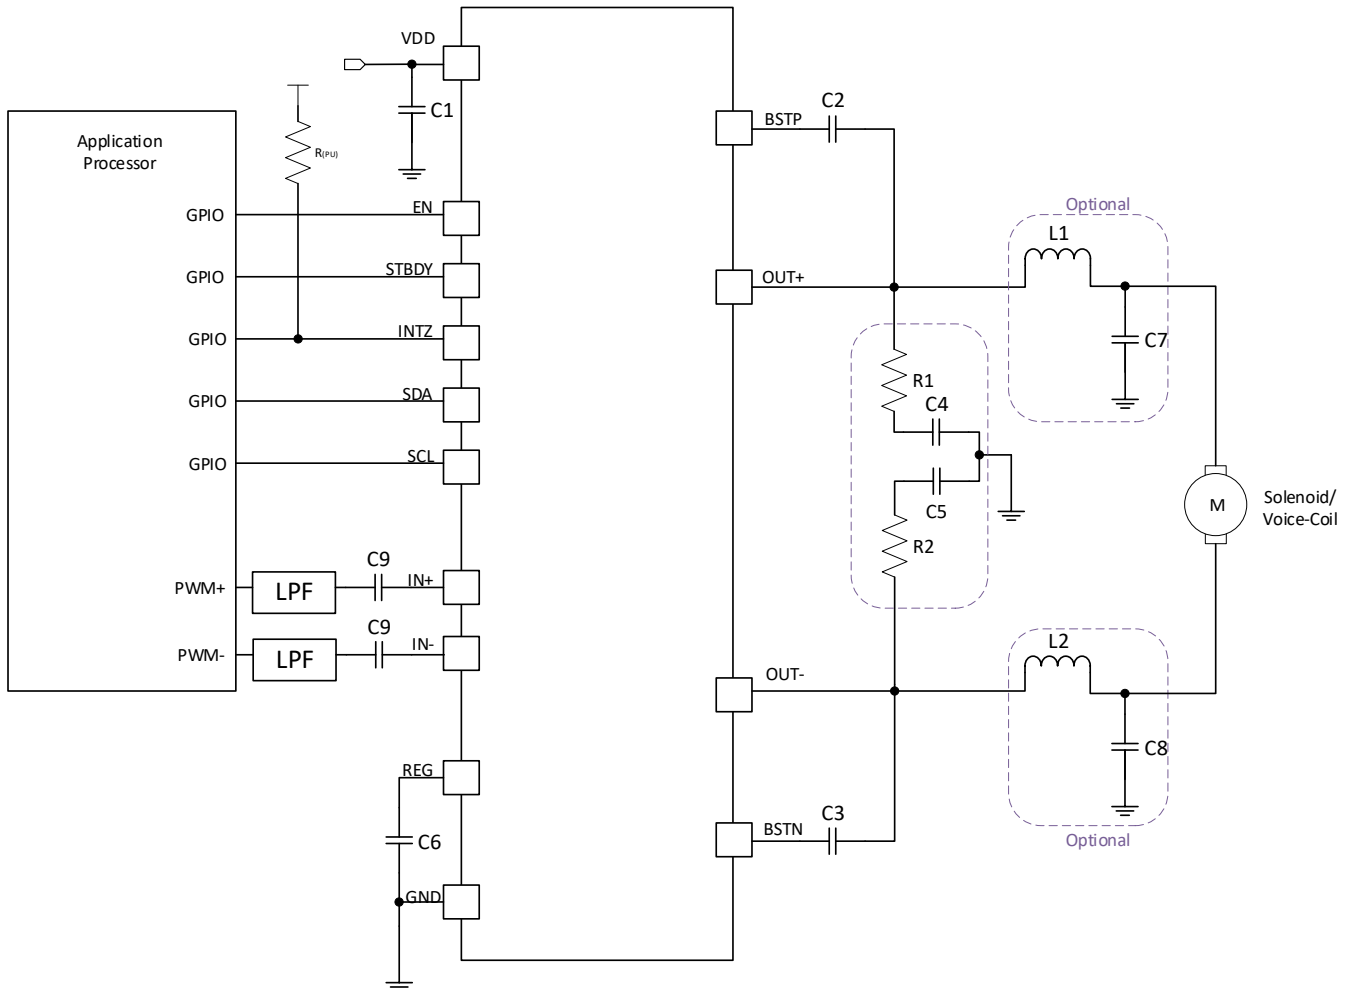 VDD
C1
Application
Processor
R(PU)
BSTP
C2
GPIO
EN
Optional
L1
GPIO
STBDY
OUT+
GPIO
INTZ
C7
R1
C4
GPIO
SDA
GPIO
SCL
C5
M
Solenoid/
Voice-Coil
R2
PWM+
LPF
C9
IN+
PWM-
LPF
C9
IN-
L2
OUT-
REG
C8
C6
BSTN
C3
Optional
GND